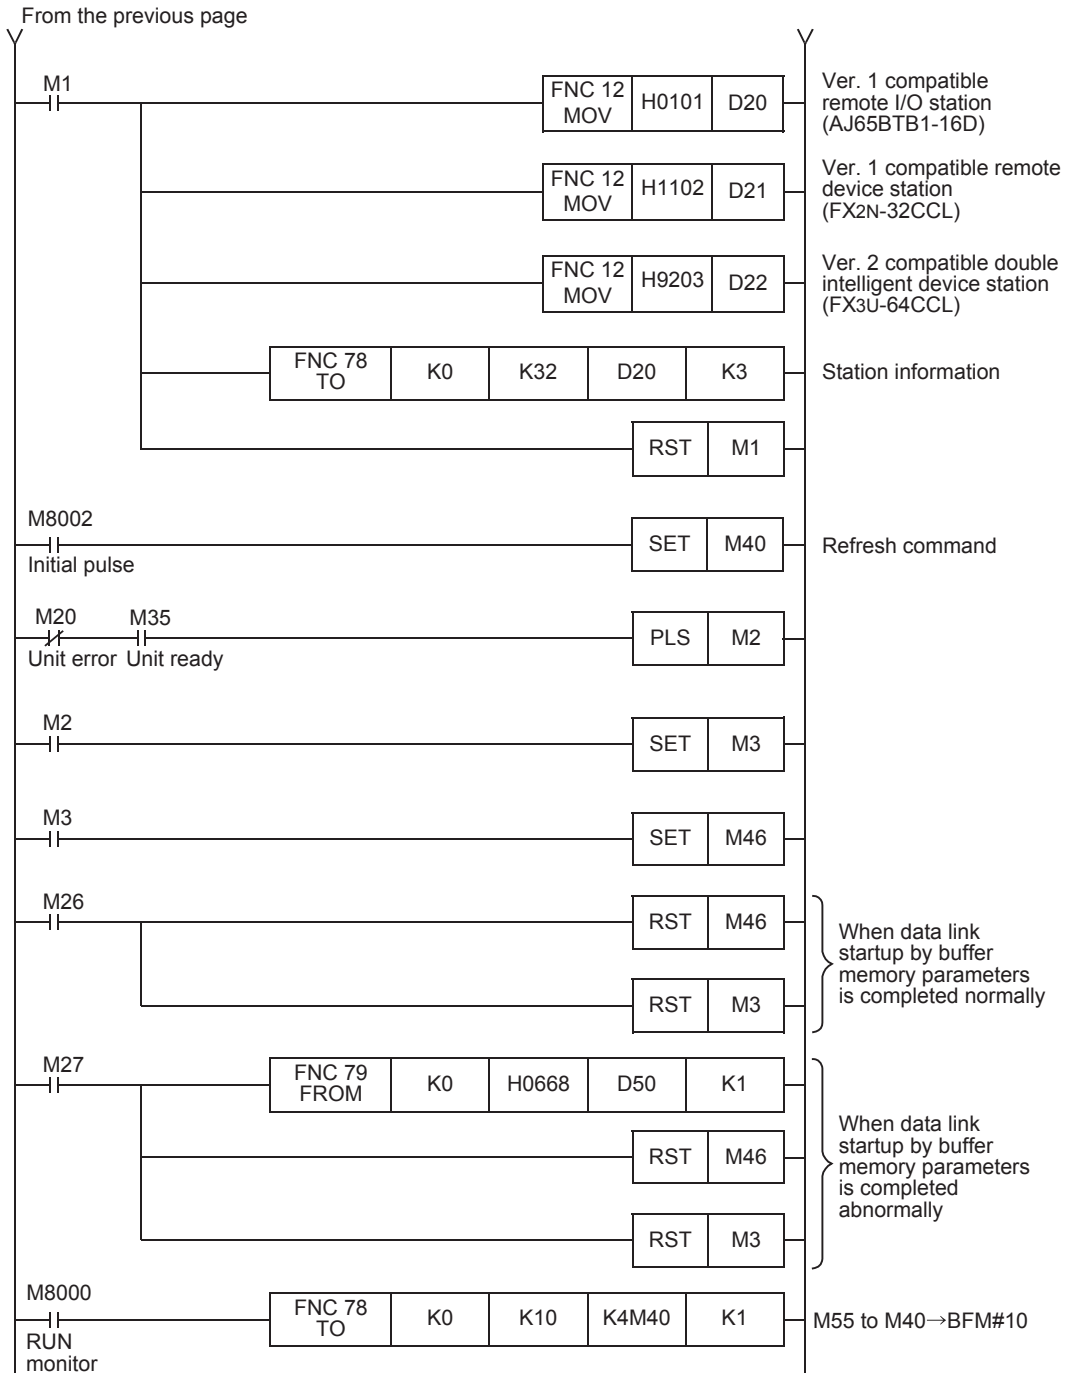 From the previous page
M1
FNC 12
MOV
H0101
D20
Ver. 1 compatible
remote I/O station
(AJ65BTB1-16D)
FNC 12
MOV
H1102
D21
Ver. 1 compatible remote
device station
(FX2N-32CCL)
FNC 12
MOV
H9203
D22
Ver. 2 compatible double
intelligent device station
(FX3U-64CCL)
FNC 78
TO
K0
K32
D20
K3
Station information
RST
M1
M8002
Initial pulse
SET
M40
Refresh command
M20
Unit error
M35
Unit ready
PLS
M2
M2
SET
M3
M3
SET
M46
M26
RST
M46
RST
M3
When data link
startup by buffer
memory parameters
is completed normally
M27
FNC 79
FROM
K0
H0668
D50
K1
RST
M46
RST
M3
When data link
startup by buffer
memory parameters
is completed
abnormally
M8000
RUN
monitor
FNC 78
TO
K0
K10
K4M40
K1
M55 to M40→BFM#10